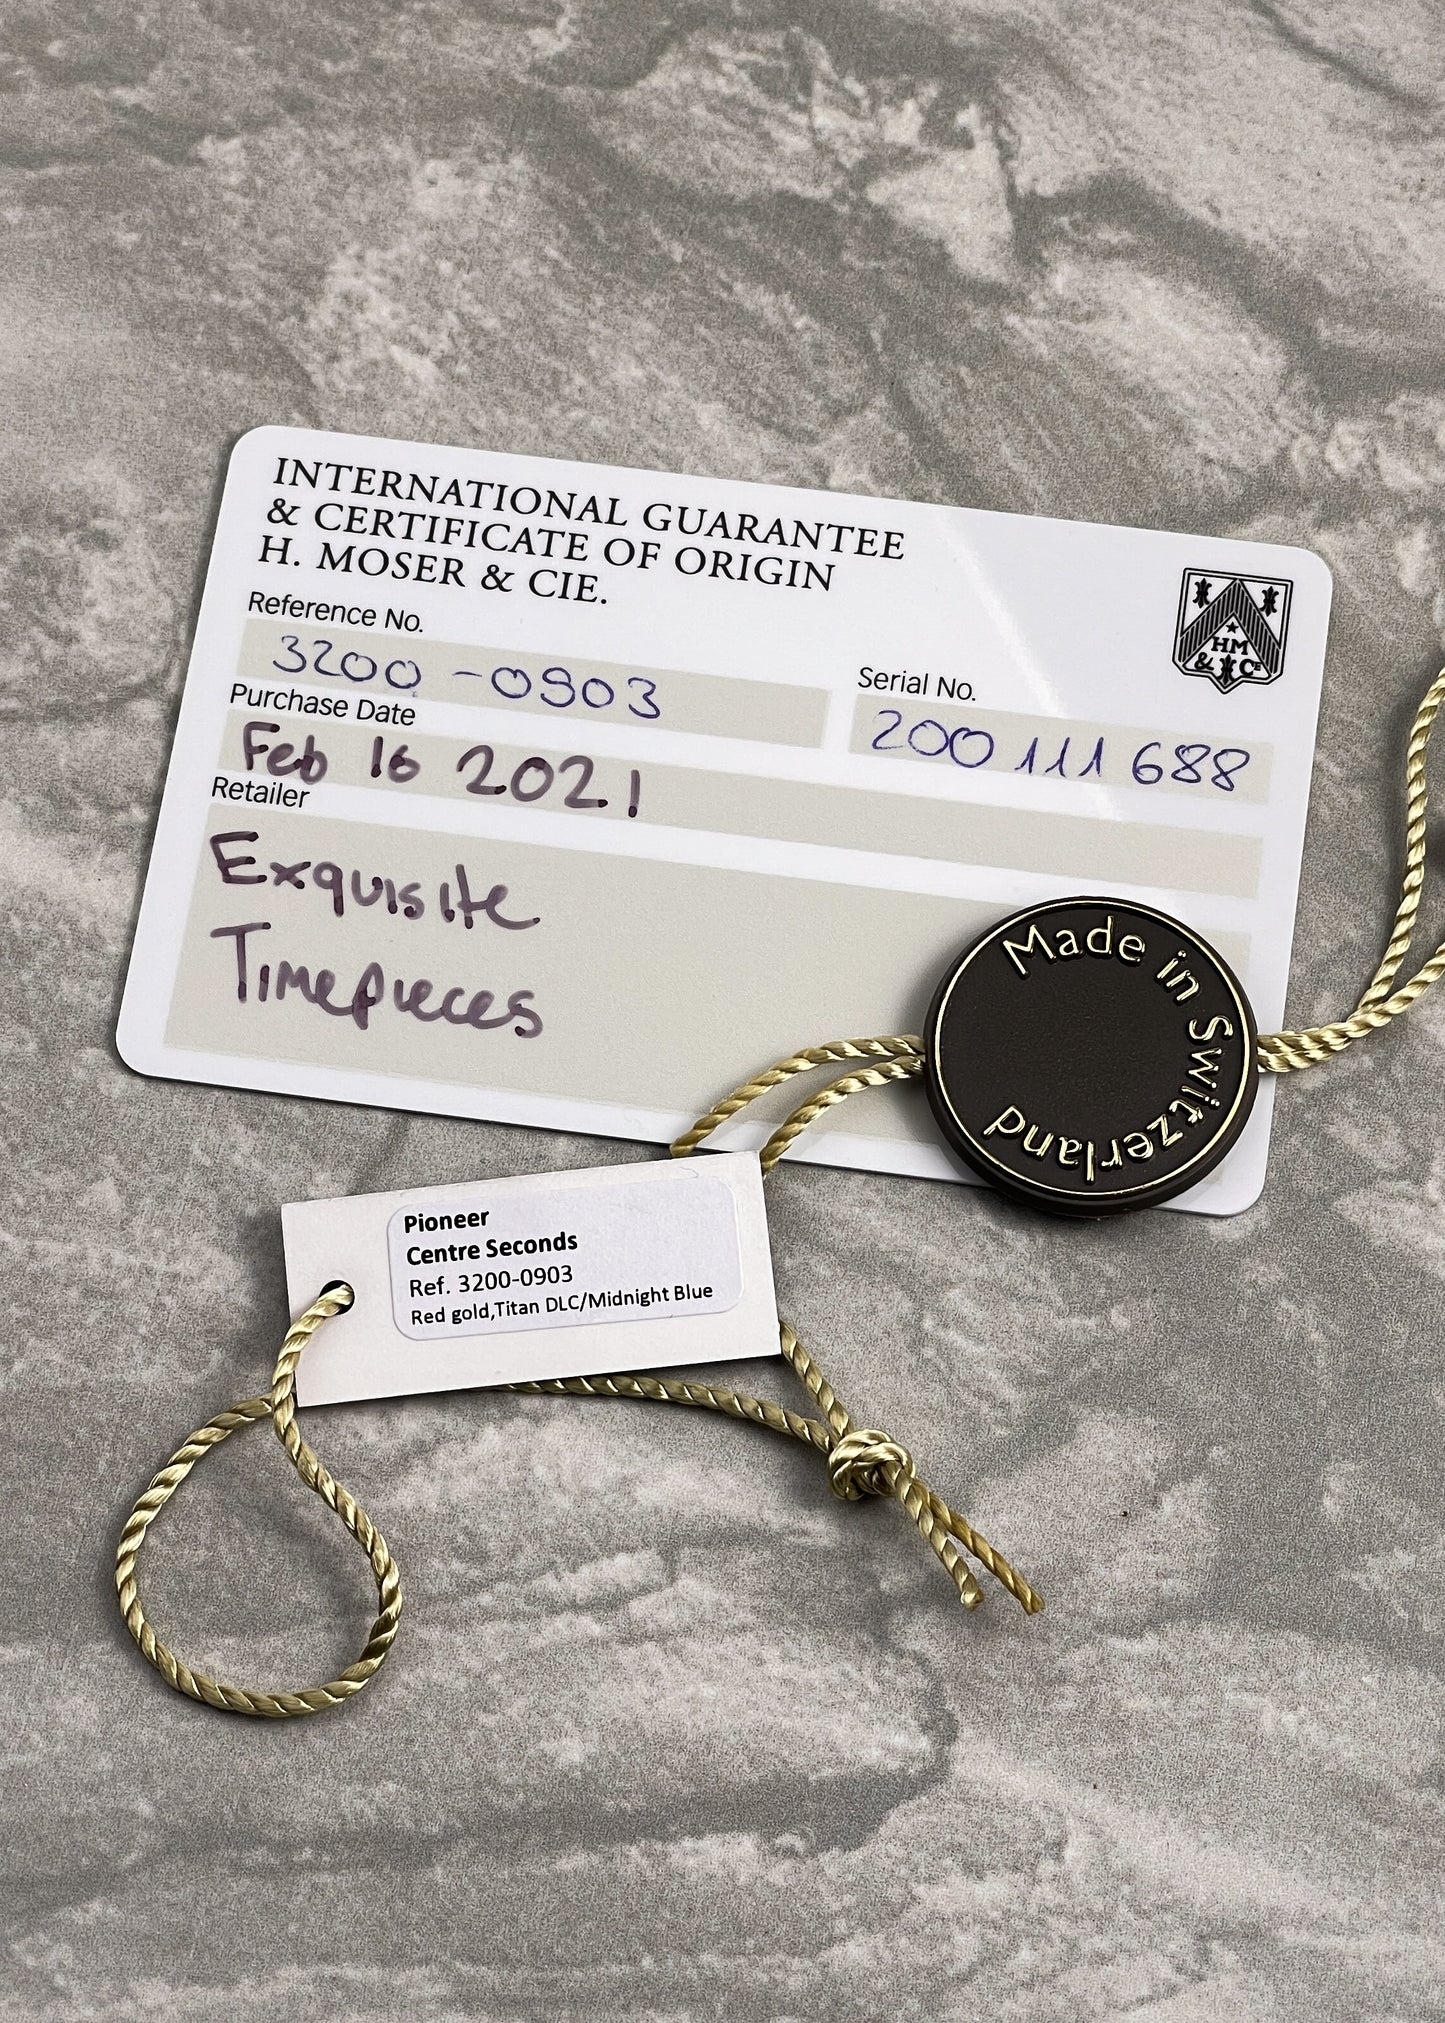 INTERNATIONAL GUARANTEE
& CERTIFICATE OF ORIGIN
H. MOSER & CIE.
HM
& CIE
Reference No.
3200-0903
Serial No.
200 111 688
Purchase Date
Feb 16 2021
Retailer
Exquisite
Timepieces
Made in Switzerland
Pioneer
Centre Seconds
Ref. 3200-0903
Red gold,Titan DLC/Midnight Blue